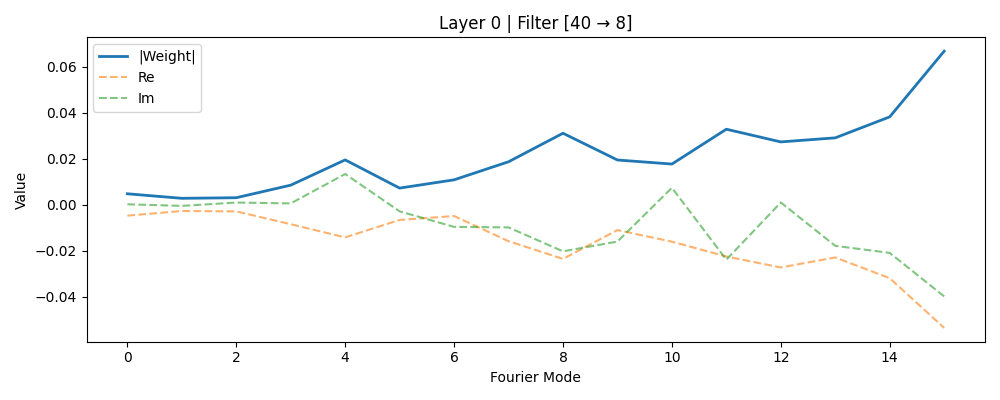 Layer 0 | Filter [40 → 8]
|Weight|
Re
Im
0.06
0.04
0.02
0.00
−0.02
−0.04
Value
0 2 4 6 8 10 12 14
Fourier Mode